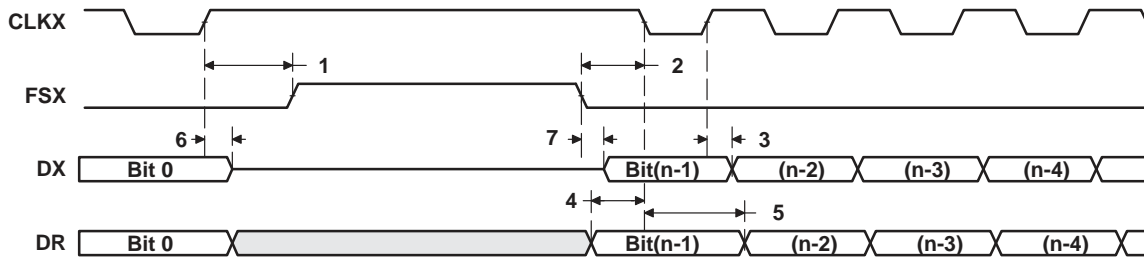 CLKX
1 2
FSX
6 7 3
DX Bit 0 Bit(n-1) (n-2) (n-3) (n-4)
4 5
DR Bit 0 Bit(n-1) (n-2) (n-3) (n-4)